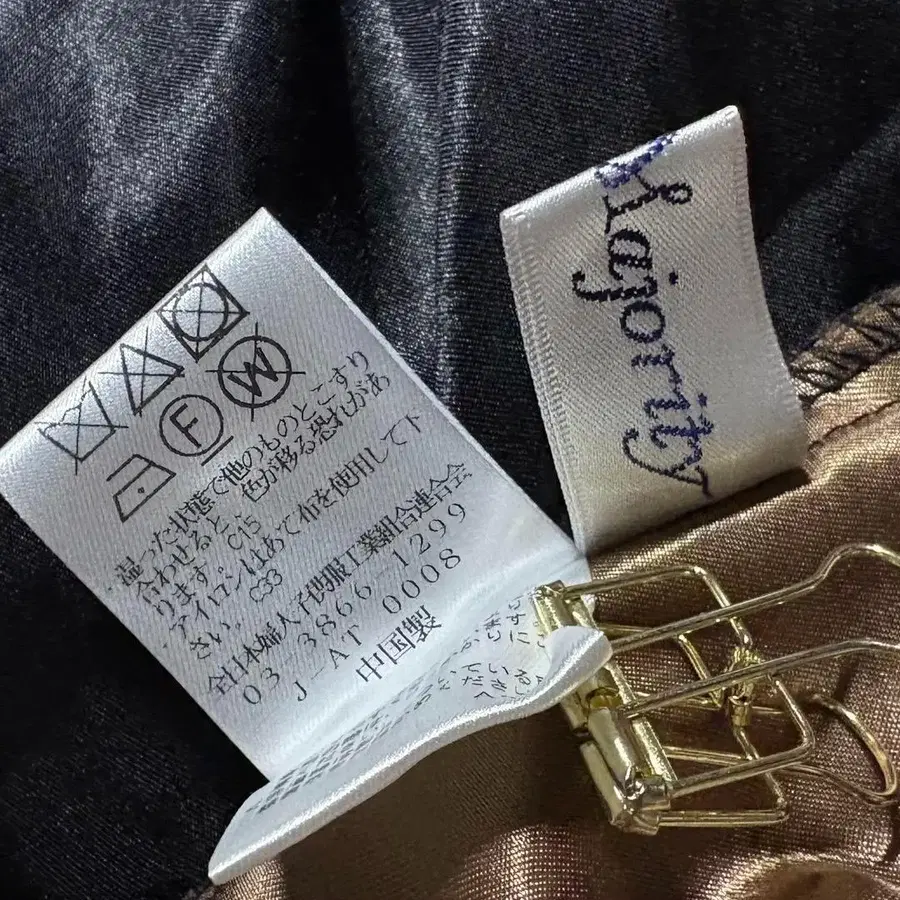 F
W
湿った状態で他のものとこすり
合わせると、色が移る恐れがあ
ります。C15
アイロンはあて布を使用して下
さい。C33
全日本婦人子供服工業組合連合会
03-3866-1299
J-AT 0008
中国製
Majority